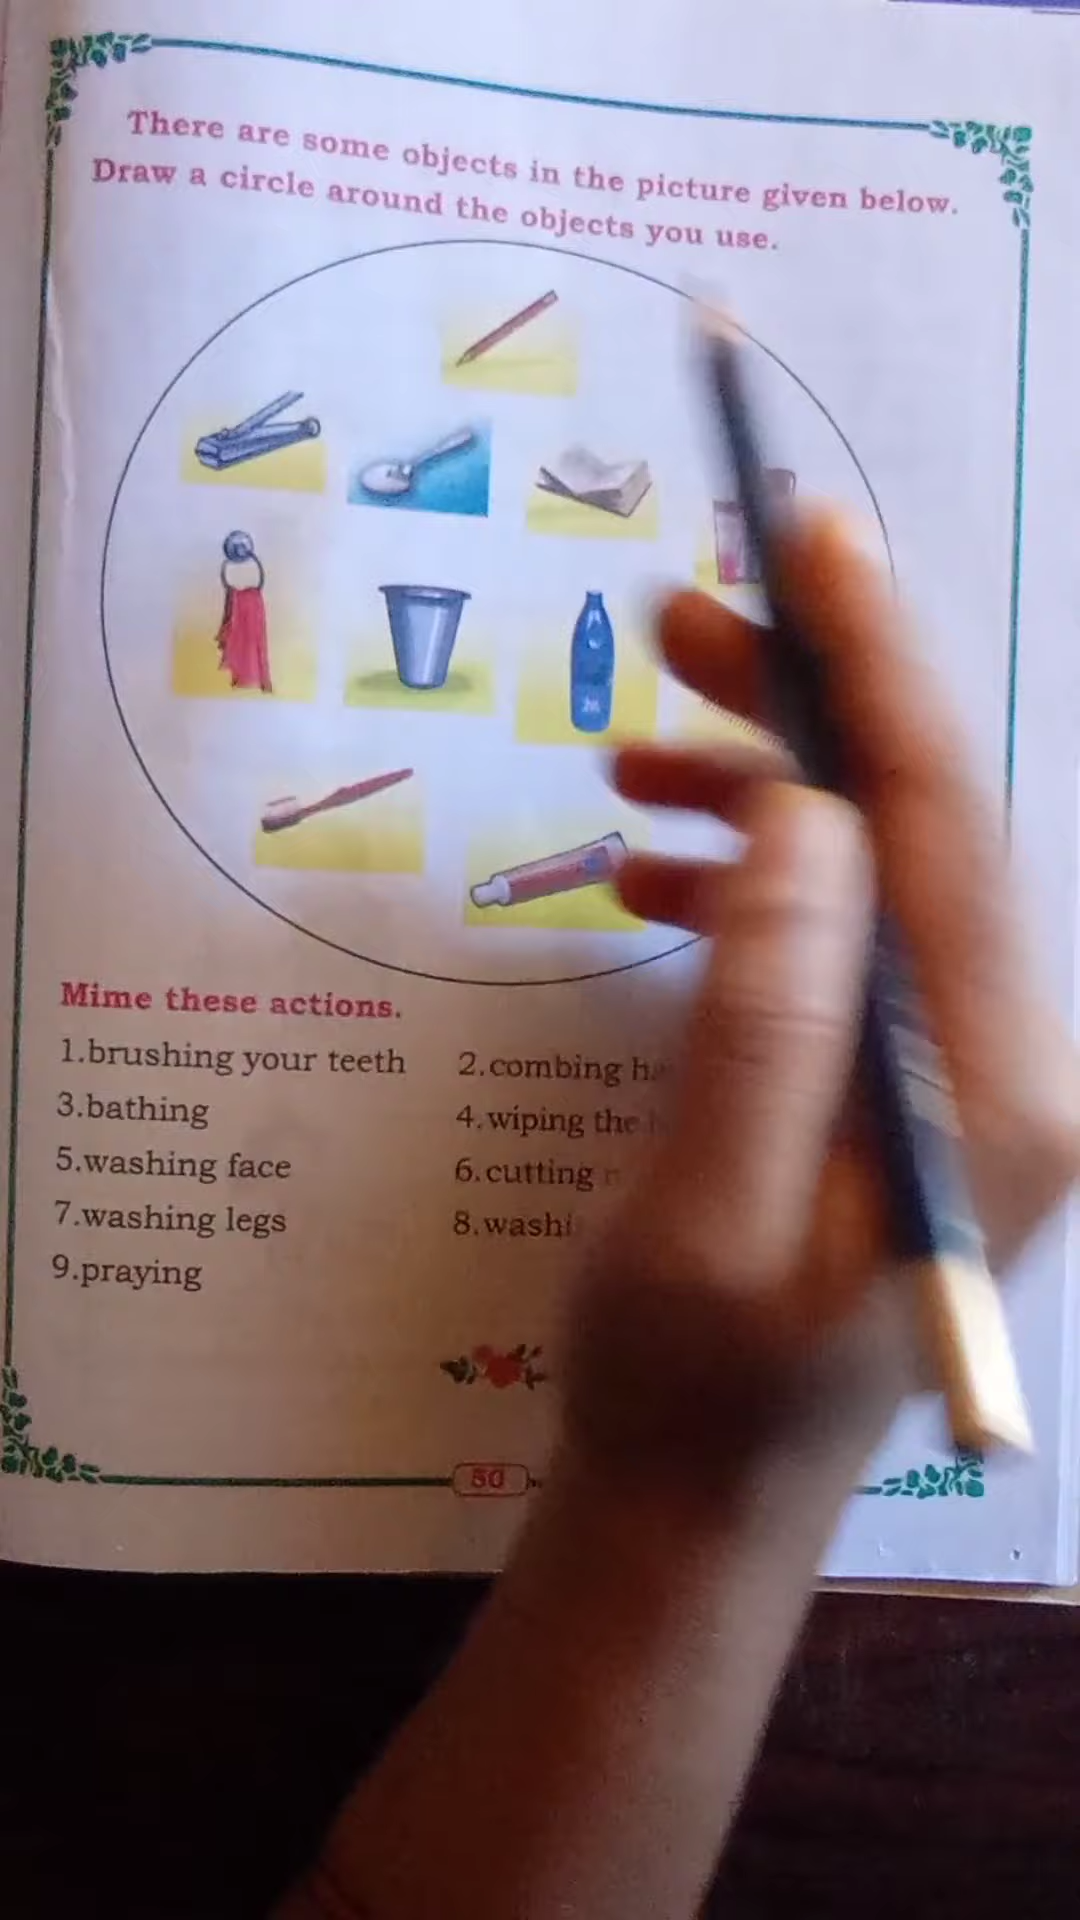 There are some objects in the picture given below.
Draw a circle around the objects you use.
Mime these actions.
1.brushing your teeth 2.combing
3.bathing 4.wiping the
5.washing face 6.cutting
7.washing legs 8.
9.praying
50